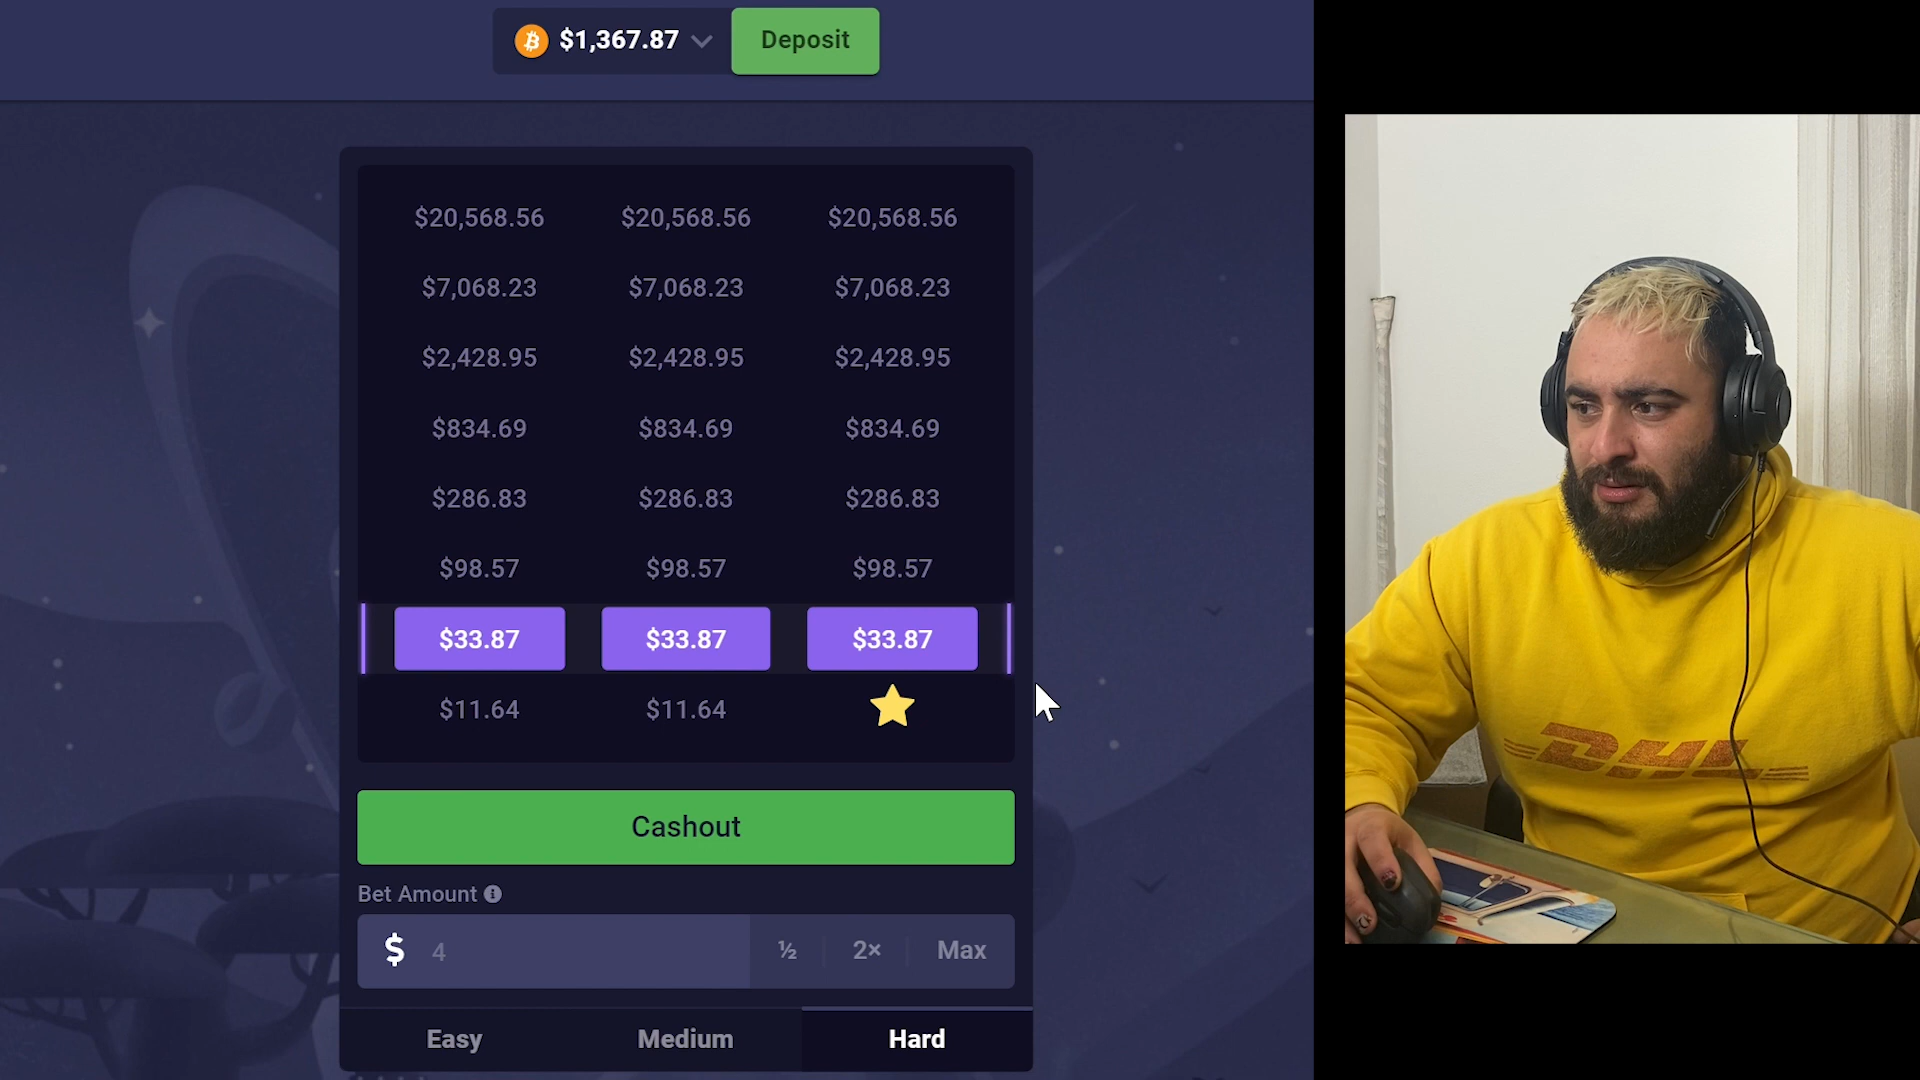 $1,367.87 Deposit
$20,568.56 $20,568.56 $20,568.56
$7,068.23 $7,068.23 $7,068.23
$2,428.95 $2,428.95 $2,428.95
$834.69 $834.69 $834.69
$286.83 $286.83 $286.83
$98.57 $98.57 $98.57
$33.87 $33.87 $33.87
$11.64 $11.64
Cashout
Bet Amount
$ 4 ½ 2× Max
Easy Medium Hard
DHL